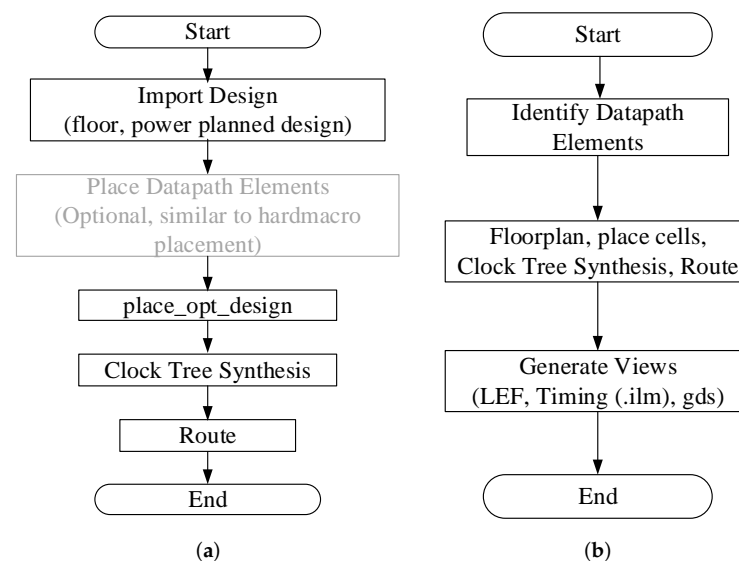 Start
Import Design
(floor, power planned design)
Place Datapath Elements
(Optional, similar to hardmacro
placement)
place_opt_design
Clock Tree Synthesis
Route
End
(a)
Start
Identify Datapath
Elements
Floorplan, place cells,
Clock Tree Synthesis, Route
Generate Views
(LEF, Timing (.ilm), gds)
End
(b)